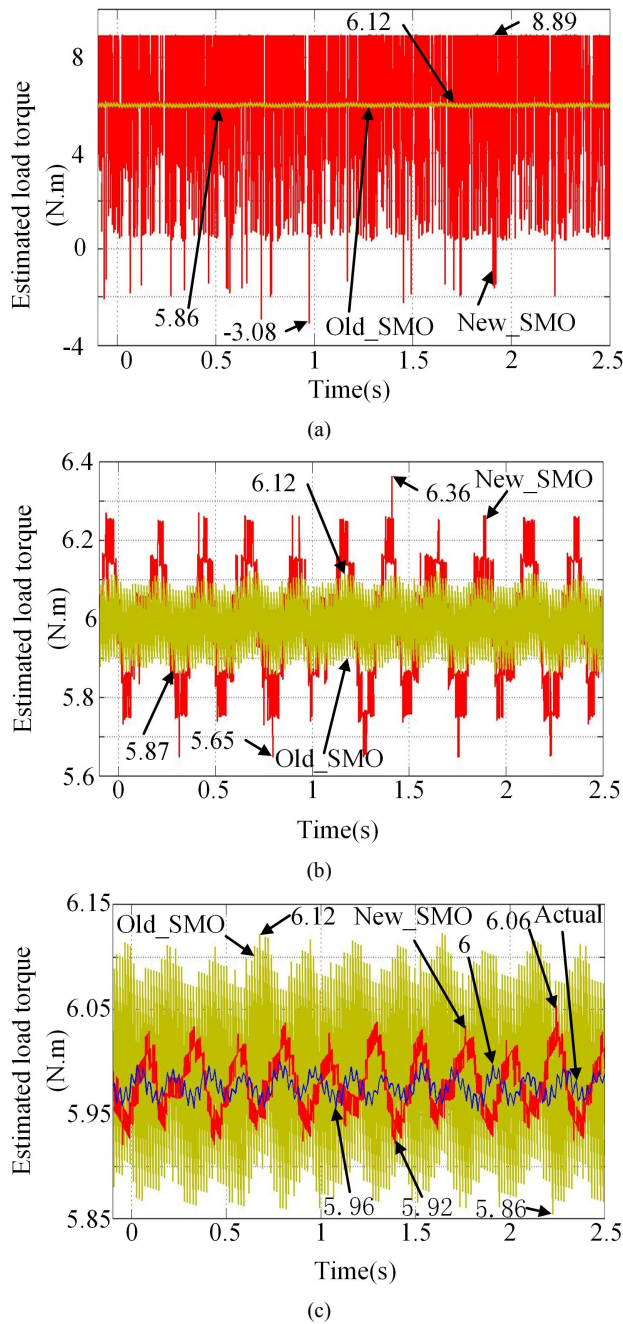 6.12
8.89
8
4
0
-4
Estimated load torque
(N.m)
5.86
-3.08
Old_SMO
New_SMO
0
0.5
1
1.5
2
2.5
Time(s)
(a)
6.4
6.2
6
5.8
5.6
Estimated load torque
(N.m)
6.12
6.36
New_SMO
5.87
5.65
Old_SMO
0
0.5
1
1.5
2
2.5
Time(s)
(b)
6.15
6.05
5.95
5.85
Estimated load torque
(N.m)
Old_SMO
6.12
New_SMO
6
6.06
Actual
5.96
5.92
5.86
0
0.5
1
1.5
2
2.5
Time(s)
(c)